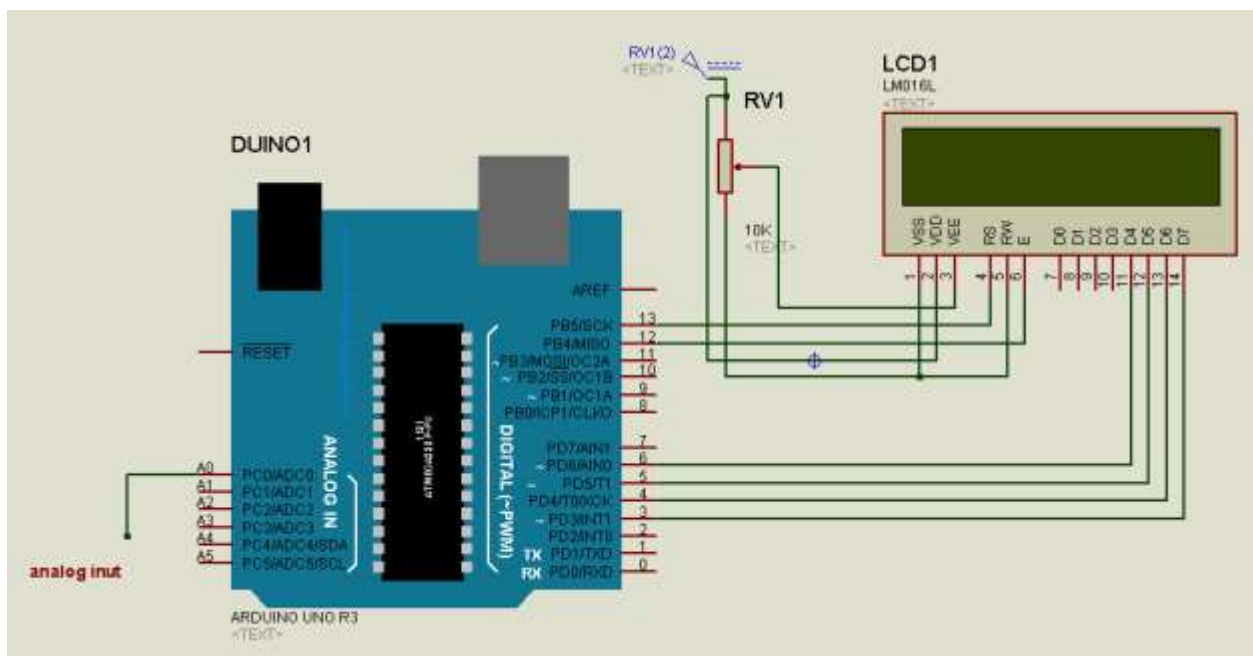 RV1(2)
<TEXT>
RV1
10K
<TEXT>
LCD1
LM016L
<TEXT>
VSS
VDD
VEE
RS
RW
E
D0
D1
D2
D3
D4
D5
D6
D7
1
2
3
4
5
6
7
8
9
10
11
12
13
14
DUINO1
AREF
RESET
PB5/SCK 13
PB4/MISO 12
~PB3/MOSI/OC2A 11
~PB2/SS/OC1B 10
~PB1/OC1A 9
PB0/ICP1/CLKO 8
PD7/AIN1 7
~PD6/AIN0 6
~PD5/T1 5
PD4/T0/XCK 4
~PD3/INT1 3
PD2/INT0 2
TX PD1/TXD 1
RX PD0/RXD 0
DIGITAL (~PWM)
ANALOG IN
A0 PC0/ADC0
A1 PC1/ADC1
A2 PC2/ADC2
A3 PC3/ADC3
A4 PC4/ADC4/SDA
A5 PC5/ADC5/SCL
analog inut
ARDUINO UNO R3
<TEXT>